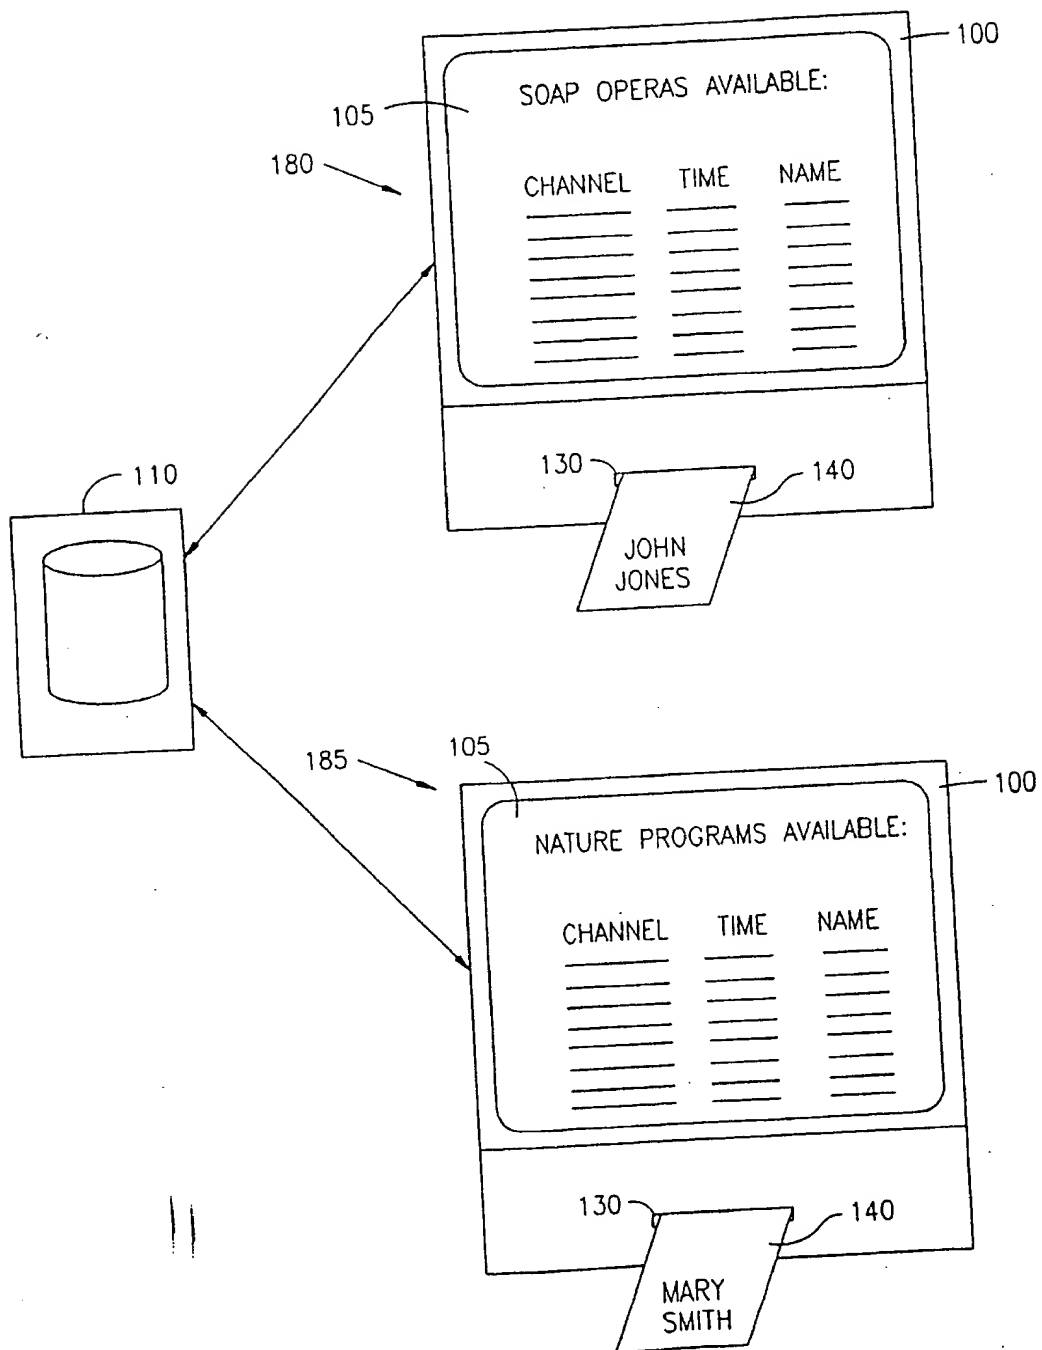 100
SOAP OPERAS AVAILABLE:
105
180
CHANNEL TIME NAME
130
140
JOHN
JONES
110
185
105
100
NATURE PROGRAMS AVAILABLE:
CHANNEL TIME NAME
130
140
MARY
SMITH